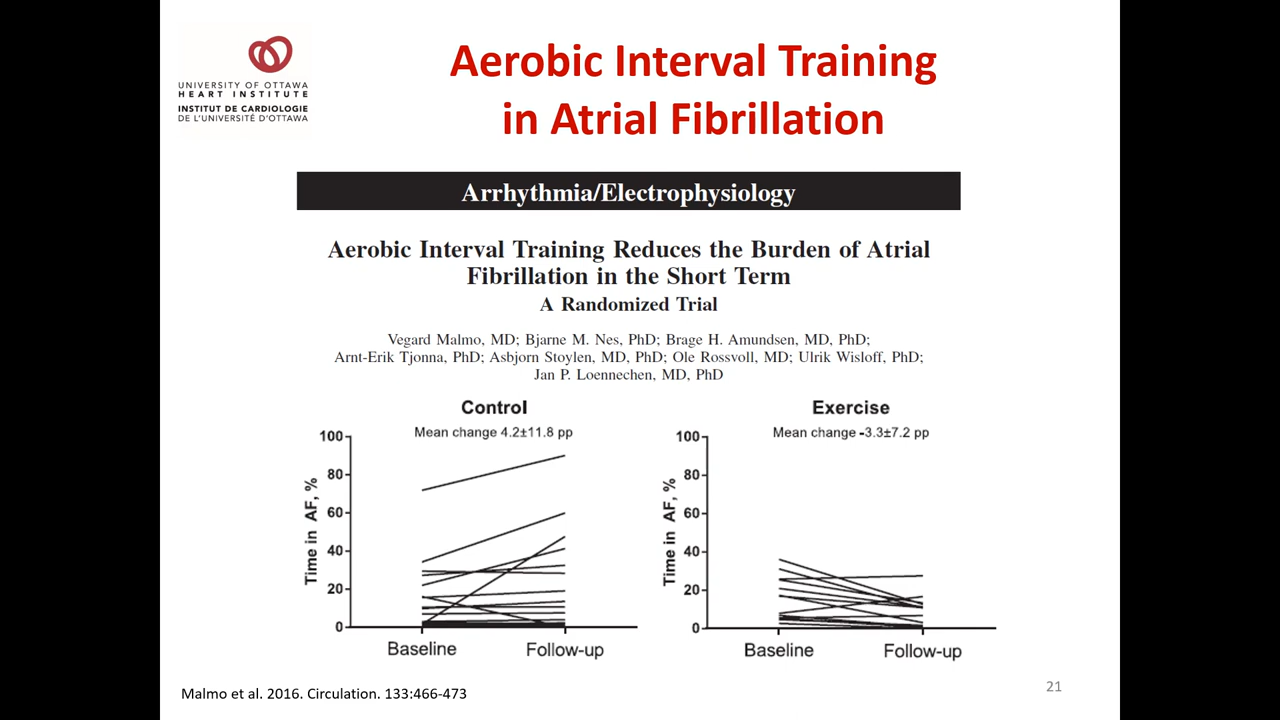 UNIVERSITY OF OTTAWA
HEART INSTITUTE
INSTITUT DE CARDIOLOGIE
DE L'UNIVERSITÉ D'OTTAWA
Aerobic Interval Training
in Atrial Fibrillation
Arrhythmia/Electrophysiology
Aerobic Interval Training Reduces the Burden of Atrial
Fibrillation in the Short Term
A Randomized Trial
Vegard Malmo, MD; Bjarne M. Nes, PhD; Brage H. Amundsen, MD, PhD;
Arnt-Erik Tjonna, PhD; Asbjorn Stoylen, MD, PhD; Ole Rossvoll, MD; Ulrik Wisloff, PhD;
Jan P. Loennechen, MD, PhD
Control
Mean change 4.2±11.8 pp
Time in AF, %
100
80
60
40
20
0
Baseline
Follow-up
Exercise
Mean change -3.3±7.2 pp
Time in AF, %
100
80
60
40
20
0
Baseline
Follow-up
Malmo et al. 2016. Circulation. 133:466-473
21